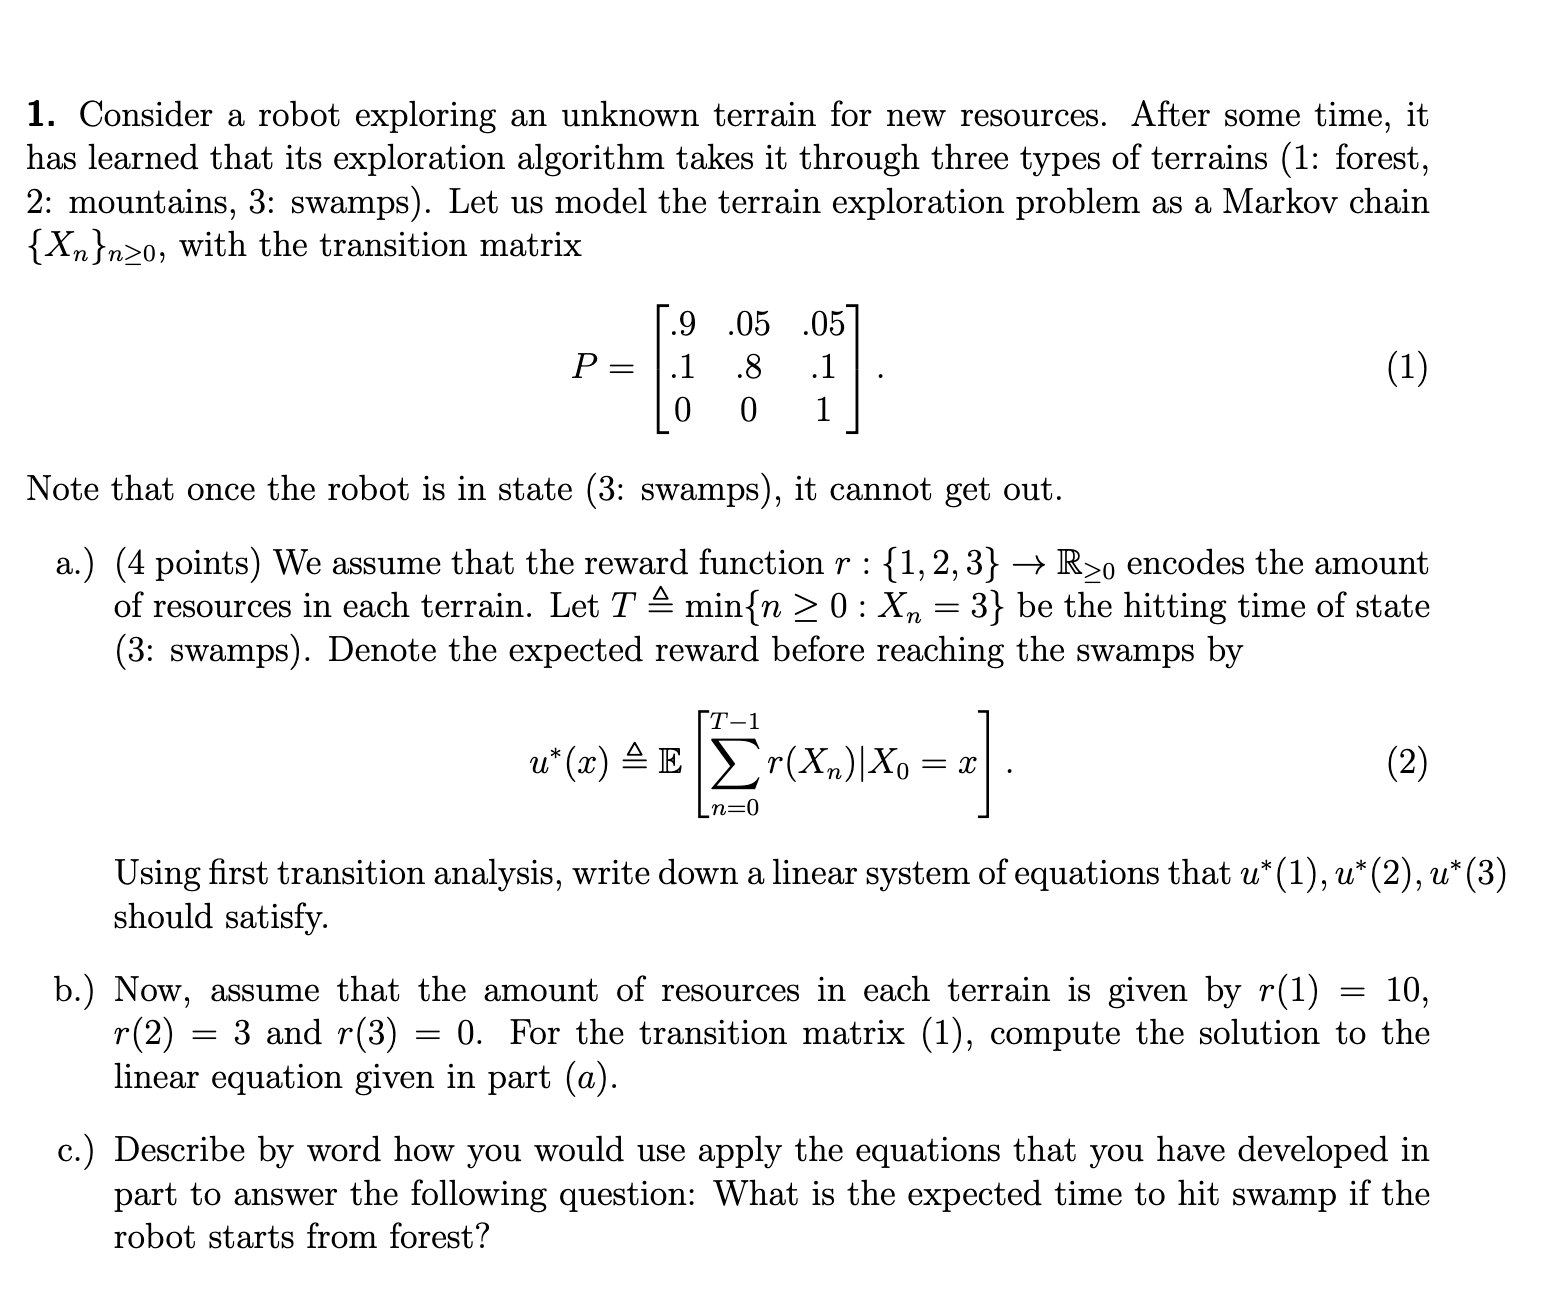 1. Consider a robot exploring an unknown terrain for new resources. After some time, it
has learned that its exploration algorithm takes it through three types of terrains (1: forest,
2: mountains, 3: swamps). Let us model the terrain exploration problem as a Markov chain
{X_n}_{n≥0}, with the transition matrix
P = [.9 .05 .05
.1 .8 .1
0 0 1]. (1)
Note that once the robot is in state (3: swamps), it cannot get out.
a.) (4 points) We assume that the reward function r : {1, 2, 3} → ℝ_{≥0} encodes the amount
of resources in each terrain. Let T ≜ min{n ≥ 0 : X_n = 3} be the hitting time of state
(3: swamps). Denote the expected reward before reaching the swamps by
u*(x) ≜ 𝔼 [∑_{n=0}^{T−1} r(X_n)|X_0 = x]. (2)
Using first transition analysis, write down a linear system of equations that u*(1), u*(2), u*(3)
should satisfy.
b.) Now, assume that the amount of resources in each terrain is given by r(1) = 10,
r(2) = 3 and r(3) = 0. For the transition matrix (1), compute the solution to the
linear equation given in part (a).
c.) Describe by word how you would use apply the equations that you have developed in
part to answer the following question: What is the expected time to hit swamp if the
robot starts from forest?